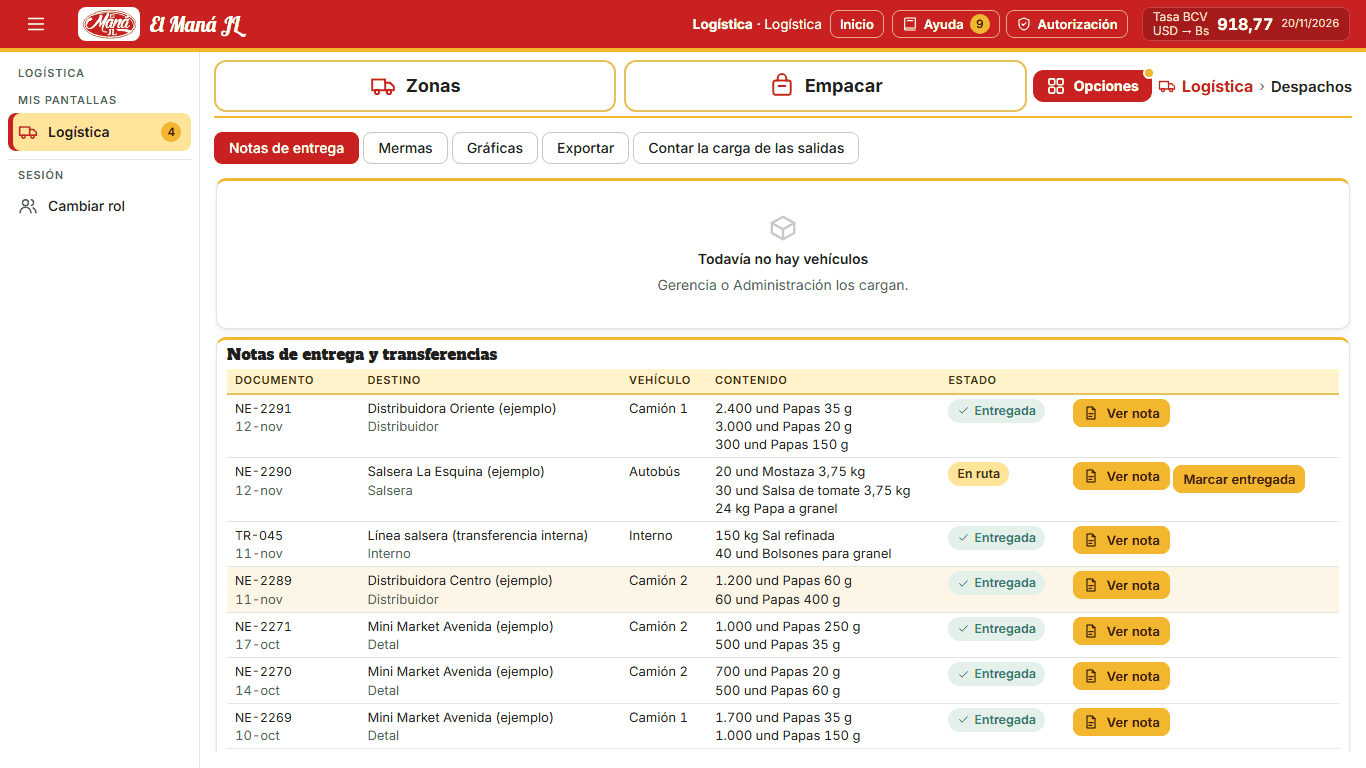 El Maná JL
El Maná JL
Logística · Logística
Inicio
Ayuda 9
Autorización
Tasa BCV
USD → Bs
918,77
20/11/2026
LOGÍSTICA
MIS PANTALLAS
Logística 4
SESIÓN
Cambiar rol
Zonas
Empacar
Opciones
Logística › Despachos
Notas de entrega
Mermas
Gráficas
Exportar
Contar la carga de las salidas
Todavía no hay vehículos
Gerencia o Administración los cargan.
Notas de entrega y transferencias
DOCUMENTO DESTINO VEHÍCULO CONTENIDO ESTADO
NE-2291 Distribuidora Oriente (ejemplo) Camión 1 2.400 und Papas 35 g Entregada Ver nota
12-nov Distribuidor 3.000 und Papas 20 g
300 und Papas 150 g
NE-2290 Salsera La Esquina (ejemplo) Autobús 20 und Mostaza 3,75 kg En ruta Ver nota Marcar entregada
12-nov Salsera 30 und Salsa de tomate 3,75 kg
24 kg Papa a granel
TR-045 Línea salsera (transferencia interna) Interno 150 kg Sal refinada Entregada Ver nota
11-nov Interno 40 und Bolsones para granel
NE-2289 Distribuidora Centro (ejemplo) Camión 2 1.200 und Papas 60 g Entregada Ver nota
11-nov Distribuidor 60 und Papas 400 g
NE-2271 Mini Market Avenida (ejemplo) Camión 2 1.000 und Papas 250 g Entregada Ver nota
17-oct Detal 500 und Papas 35 g
NE-2270 Mini Market Avenida (ejemplo) Camión 2 700 und Papas 20 g Entregada Ver nota
14-oct Detal 500 und Papas 60 g
NE-2269 Mini Market Avenida (ejemplo) Camión 1 1.700 und Papas 35 g Entregada Ver nota
10-oct Detal 1.000 und Papas 150 g